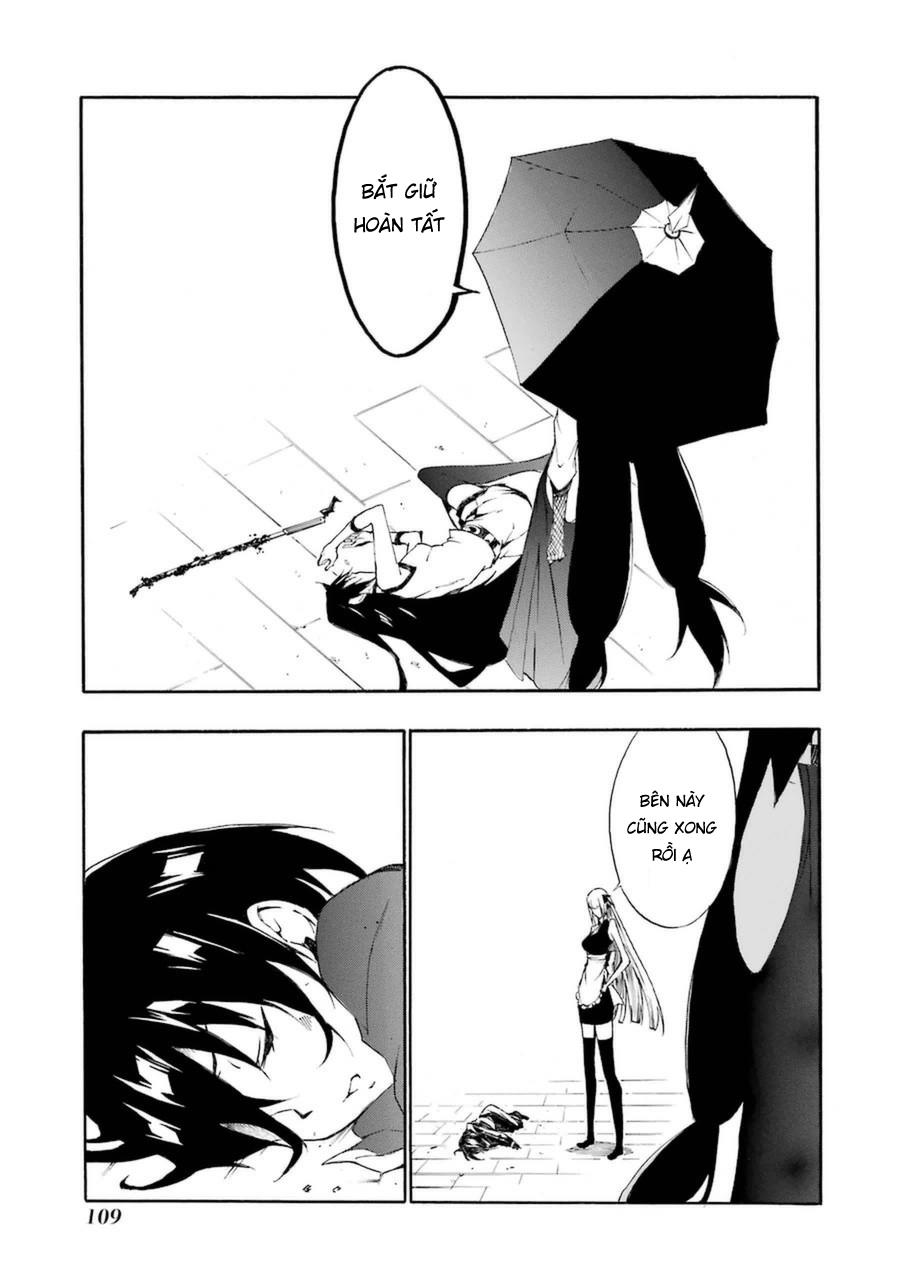 BẮT GIỮ
HOÀN TẤT
BÊN NÀY
CŨNG XONG
RỒI Ạ
109